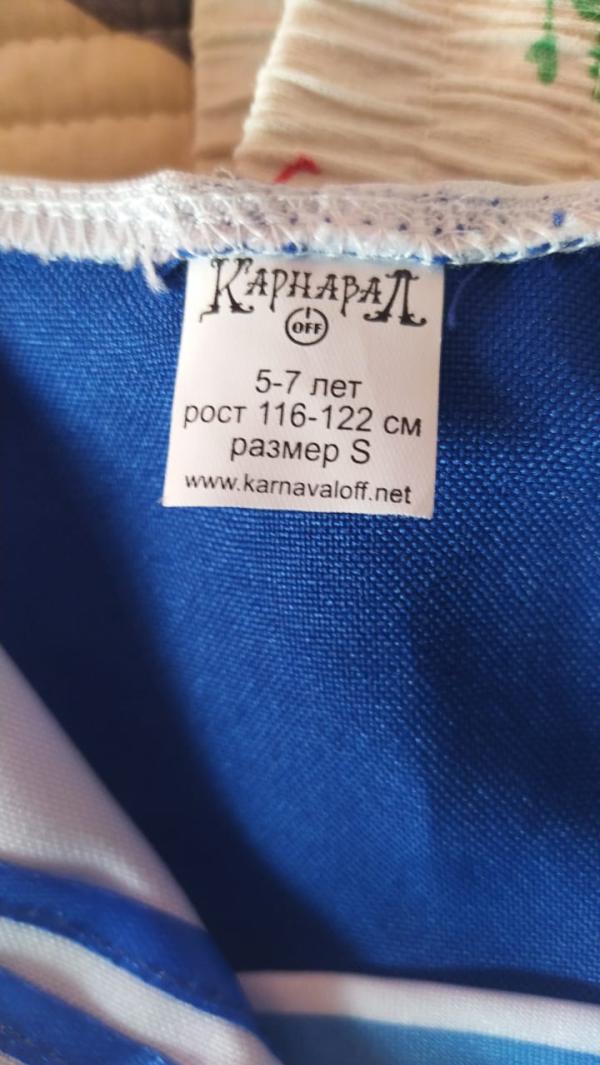 КарнаваЛ
OFF
5-7 лет
рост 116-122 см
размер S
www.karnavaloff.net